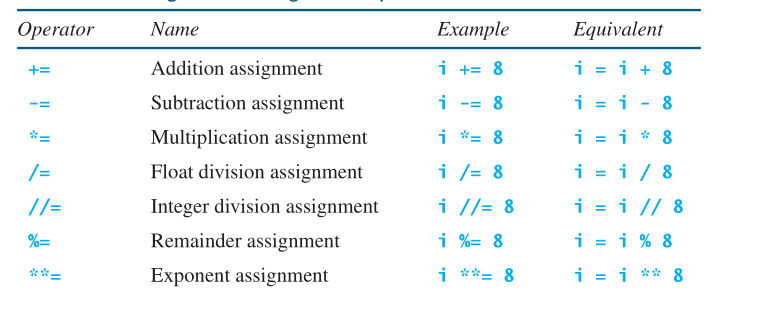 Operator Name Example Equivalent
+= Addition assignment i += 8 i = i + 8
-= Subtraction assignment i -= 8 i = i - 8
*= Multiplication assignment i *= 8 i = i * 8
/= Float division assignment i /= 8 i = i / 8
//= Integer division assignment i //= 8 i = i // 8
%= Remainder assignment i %= 8 i = i % 8
**= Exponent assignment i **= 8 i = i ** 8